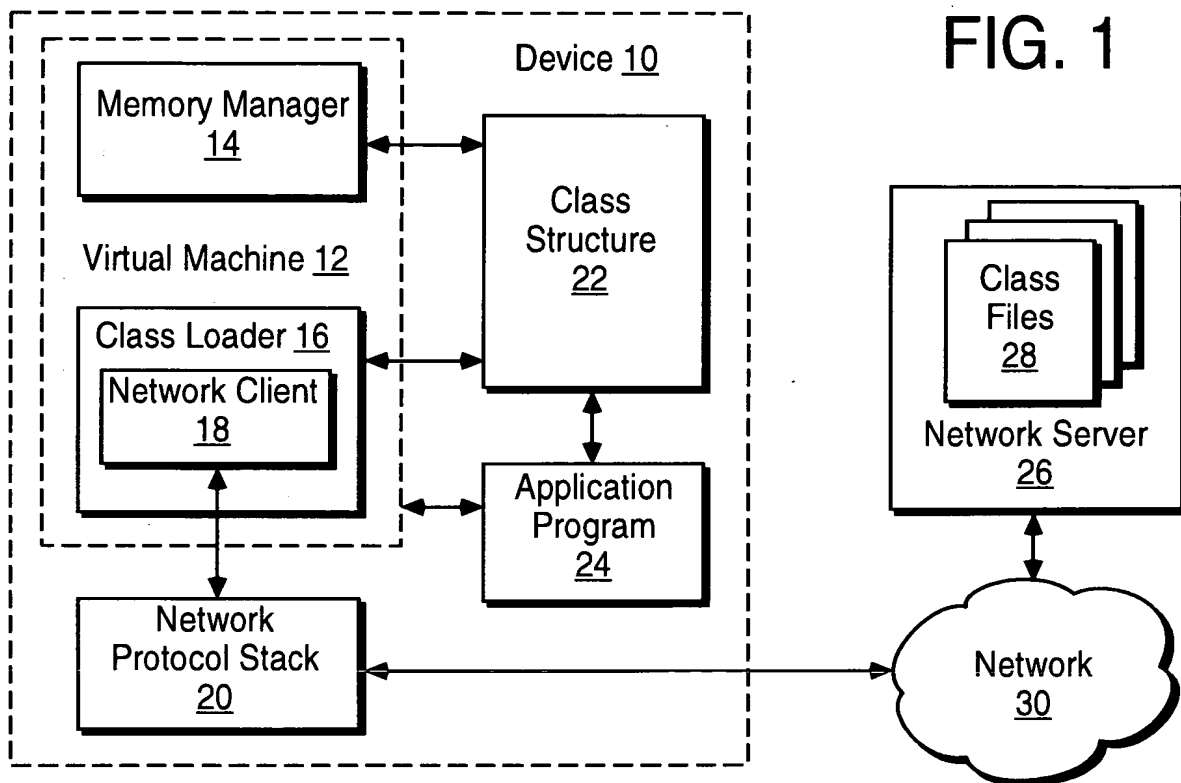 FIG. 1
Device 10
Memory Manager
14
Virtual Machine 12
Class Loader 16
Network Client
18
Class
Structure
22
Application
Program
24
Network
Protocol Stack
20
Class
Files
28
Network Server
26
Network
30